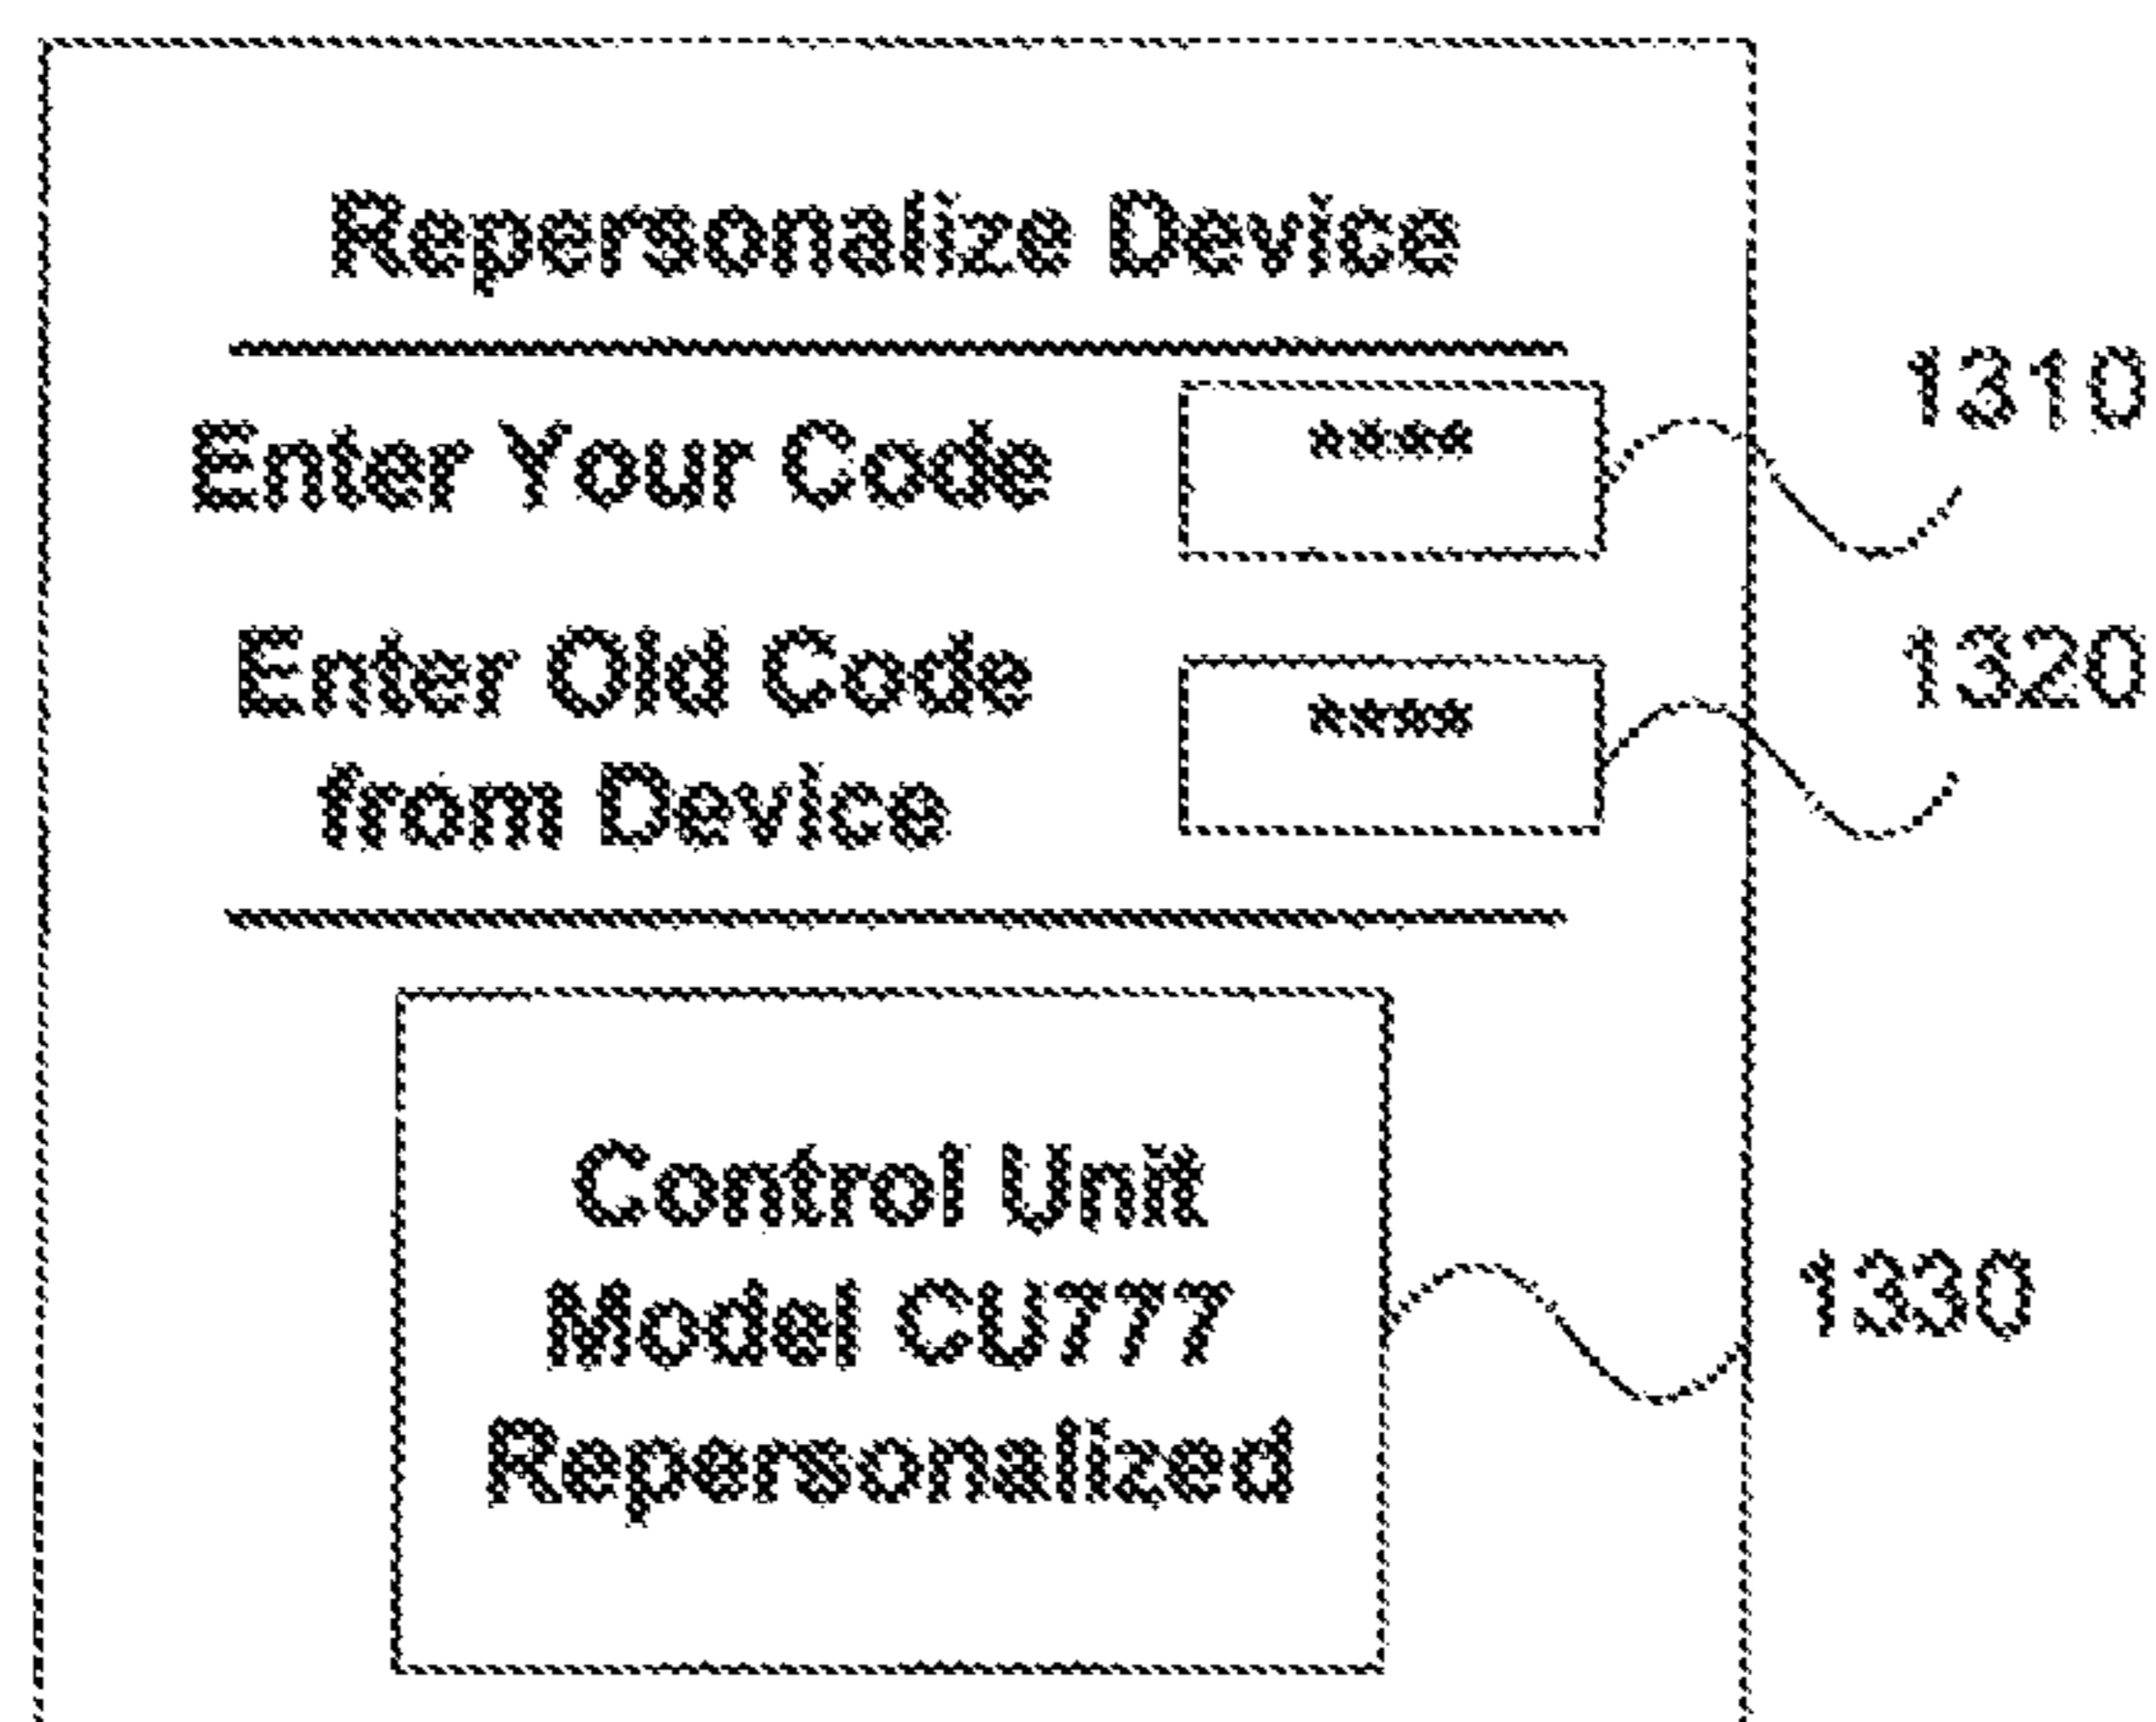 Repersonalize Device
Enter Your Code **** 1310
Enter Old Code
from Device **** 1320
Control Unit
Model CU777
Repersonalized
1330